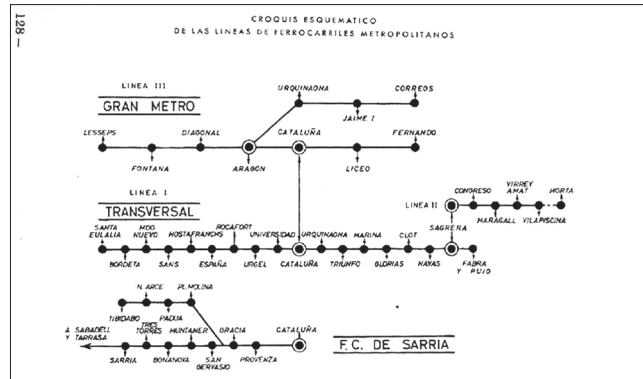 128 —
CROQUIS ESQUEMATICO
DE LAS LINEAS DE FERROCARRILES METROPOLITANOS
LINEA III
GRAN METRO
URQUINAONA
CORREOS
JAIME I
LESSEPS
DIAGONAL
CATALUÑA
FERNANDO
FONTANA
ARAGON
LICEO
LINEA I
TRANSVERSAL
LINEA II
CONGRESO
VIRREY
AMAT
HORTA
MARAGALL
VILAPISCINA
SAGRERA
SANTA
EULALIA
MDO
NUEVO
HOSTAFRANCHS
ROCAFORT
UNIVERSIDAD
URQUINAONA
MARINA
CLOT
BORDETA
SANS
ESPAÑA
URGEL
CATALUÑA
TRIUNFO
GLORIAS
NAVAS
FABRA
Y PUIG
N. ARCE
PL. MOLINA
TIBIDABO
PADUA
A SABADELL
Y TARRASA
TRES
TORRES
MUNTANER
GRACIA
CATALUÑA
SARRIA
BONANOVA
SAN
GERVASIO
PROVENZA
F.C. DE SARRIA